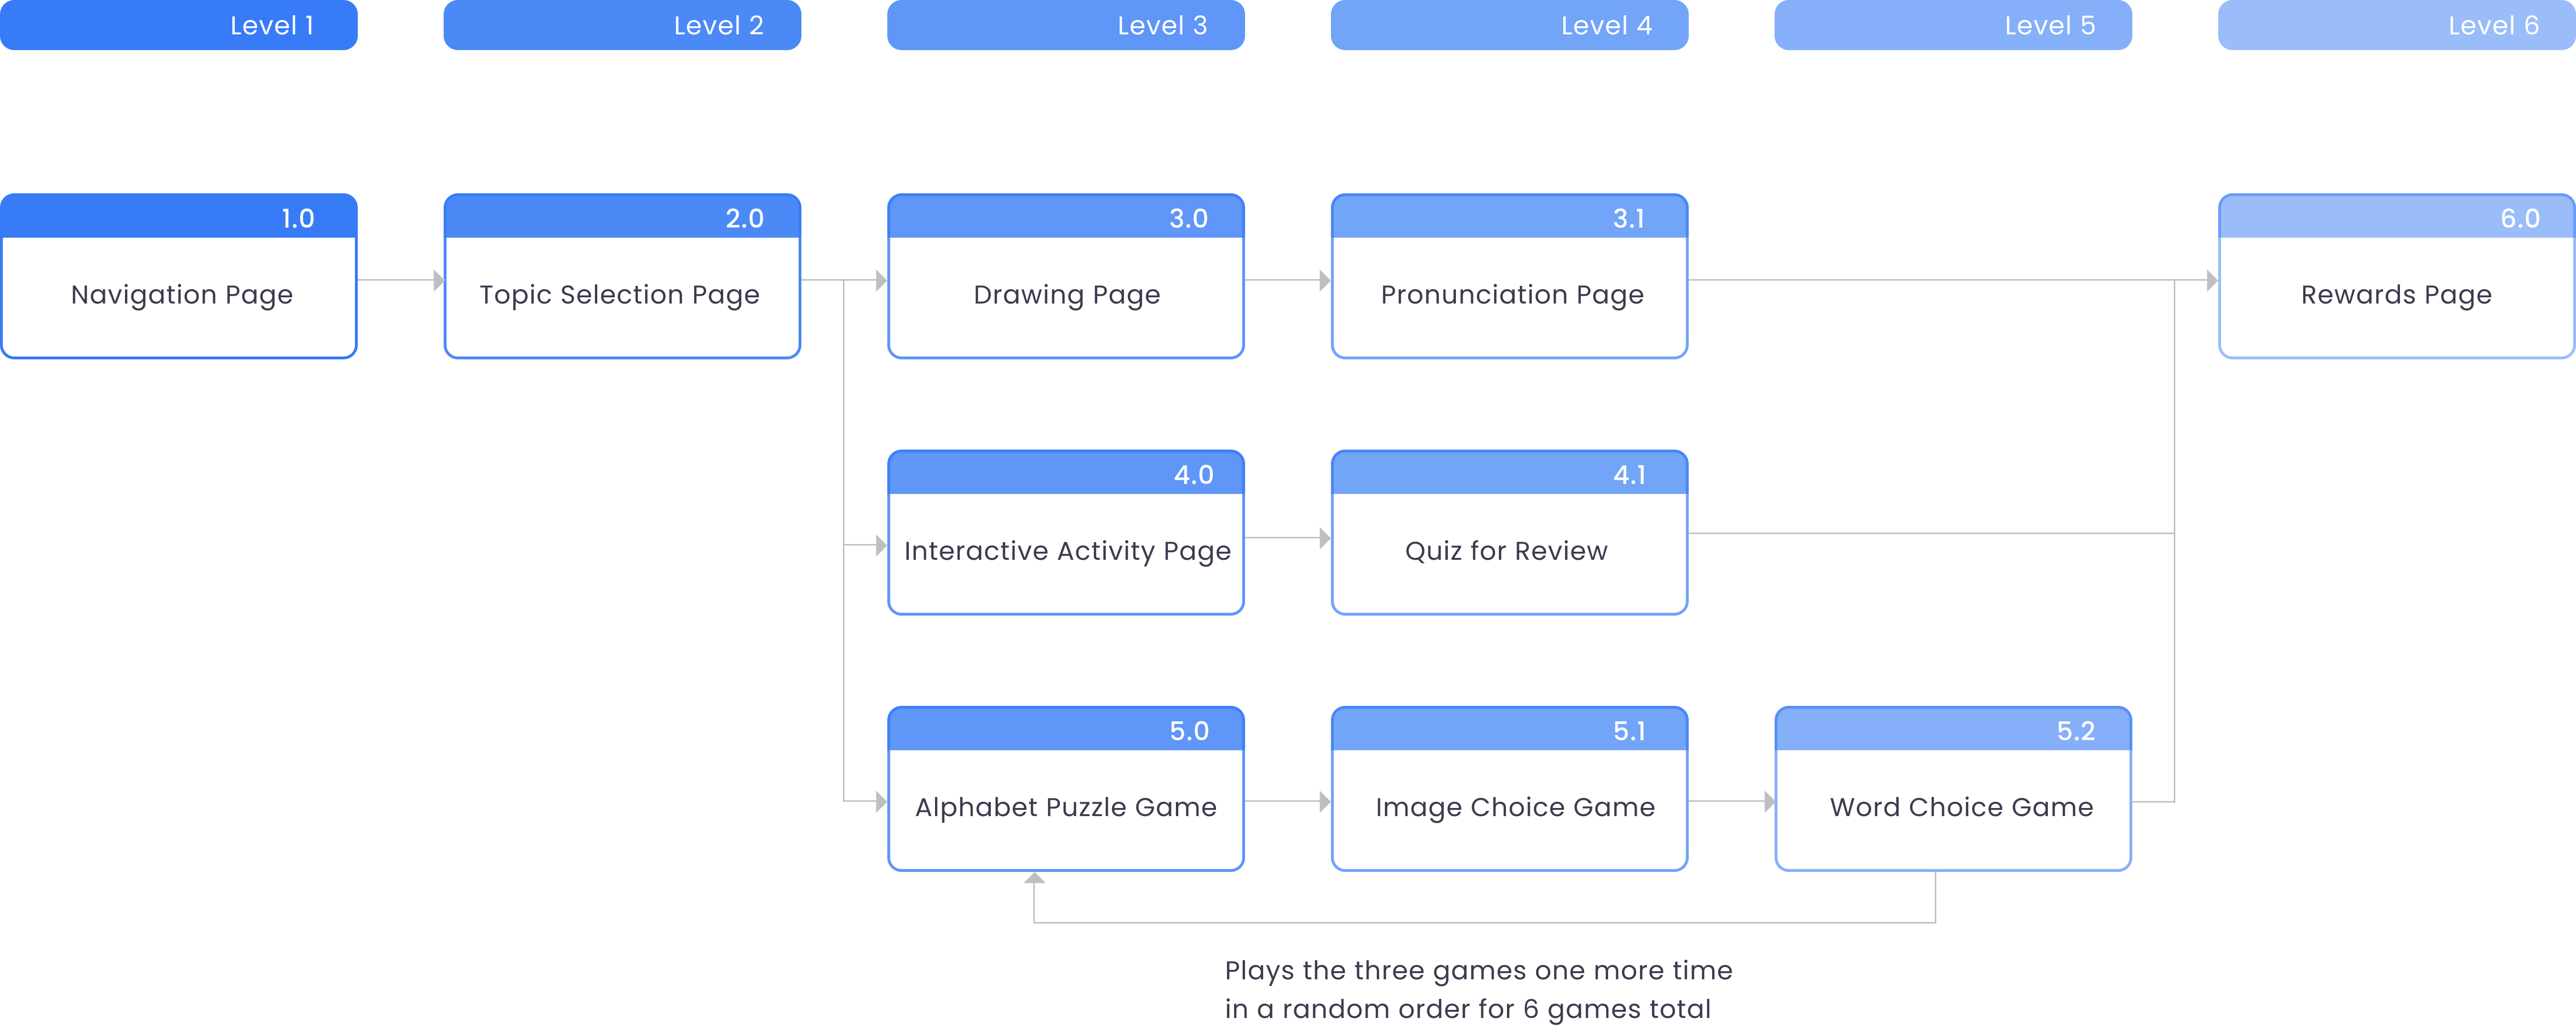 Level 1
Level 2
Level 3
Level 4
Level 5
Level 6
1.0
Navigation Page
2.0
Topic Selection Page
3.0
Drawing Page
3.1
Pronunciation Page
6.0
Rewards Page
4.0
Interactive Activity Page
4.1
Quiz for Review
5.0
Alphabet Puzzle Game
5.1
Image Choice Game
5.2
Word Choice Game
Plays the three games one more time
in a random order for 6 games total